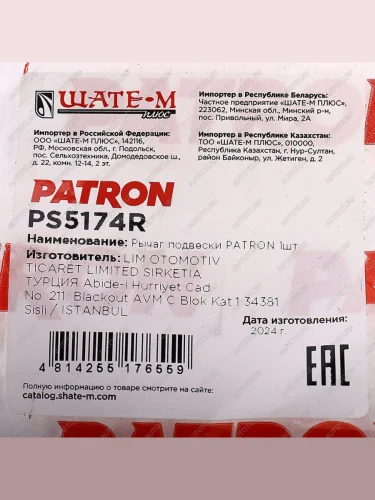 ШАТЕ-М
ПЛЮС
Импортер в Российской Федерации:
ООО «ШАТЕ-М ПЛЮС», 142116,
РФ, Московская обл., г. Подольск,
пос. Сельхозтехника, Домодедовское ш.,
д. 22, комн. 12-14, 2 эт.
Импортер в Республике Беларусь:
Частное предприятие «ШАТЕ-М ПЛЮС»,
223062, Минская обл., Минский р-н,
пос. Привольный, ул. Мира, 2А
Импортер в Республике Казахстан:
ТОО «ШАТЕ-М ПЛЮС», 010000,
Республика Казахстан, г. Нур-Султан,
район Байконыр, ул. Жетиген, д. 2
PATRON
PS5174R
Наименование: Рычаг подвески PATRON 1шт.
Изготовитель: LIM OTOMOTIV
TICARET LIMITED SIRKETIA
ТУРЦИЯ Abide-i Hurriyet Cad
No: 211 Blackout AVM C Blok Kat:1 34381
Sisli / ISTANBUL
Дата изготовления:
2024 г.
4 814255 176559
EAC
Полную информацию о товаре смотрите на сайте:
catalog.shate-m.com
PATRON